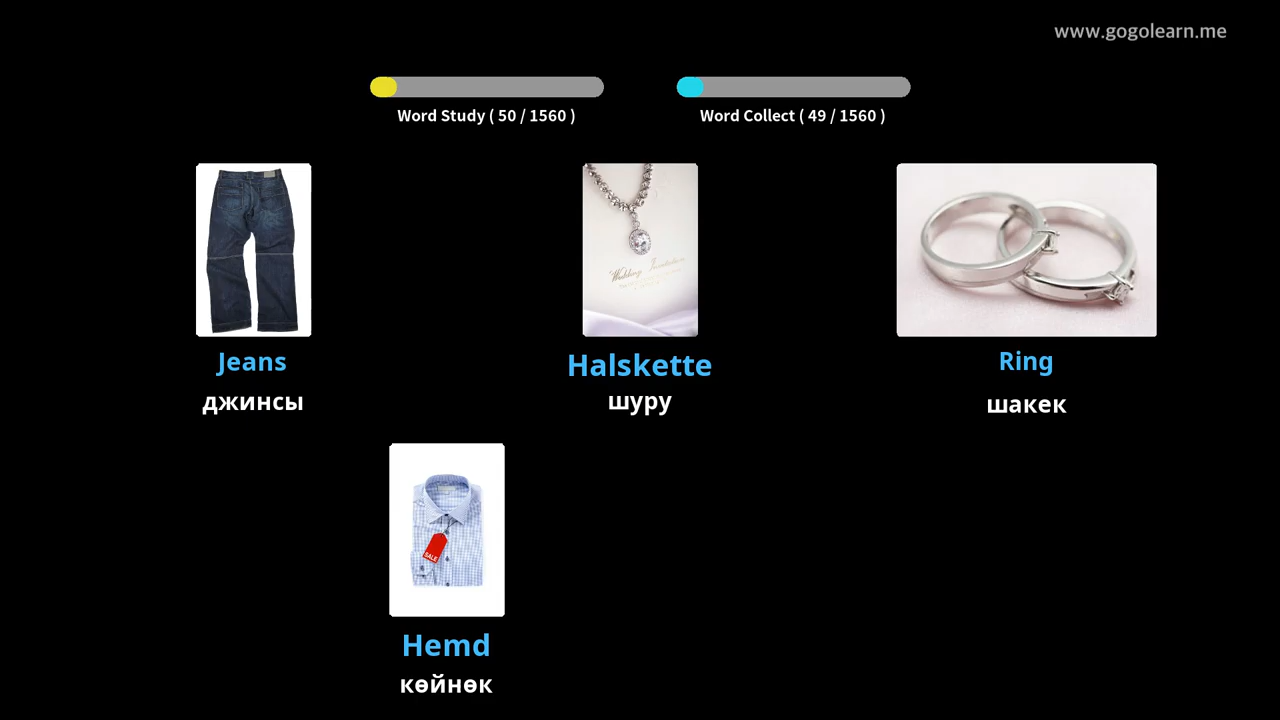 www.gogolearn.me
Word Study ( 50 / 1560 )
Word Collect ( 49 / 1560 )
Jeans
джинсы
Halskette
шуру
Ring
шакек
SALE
Hemd
көйнөк